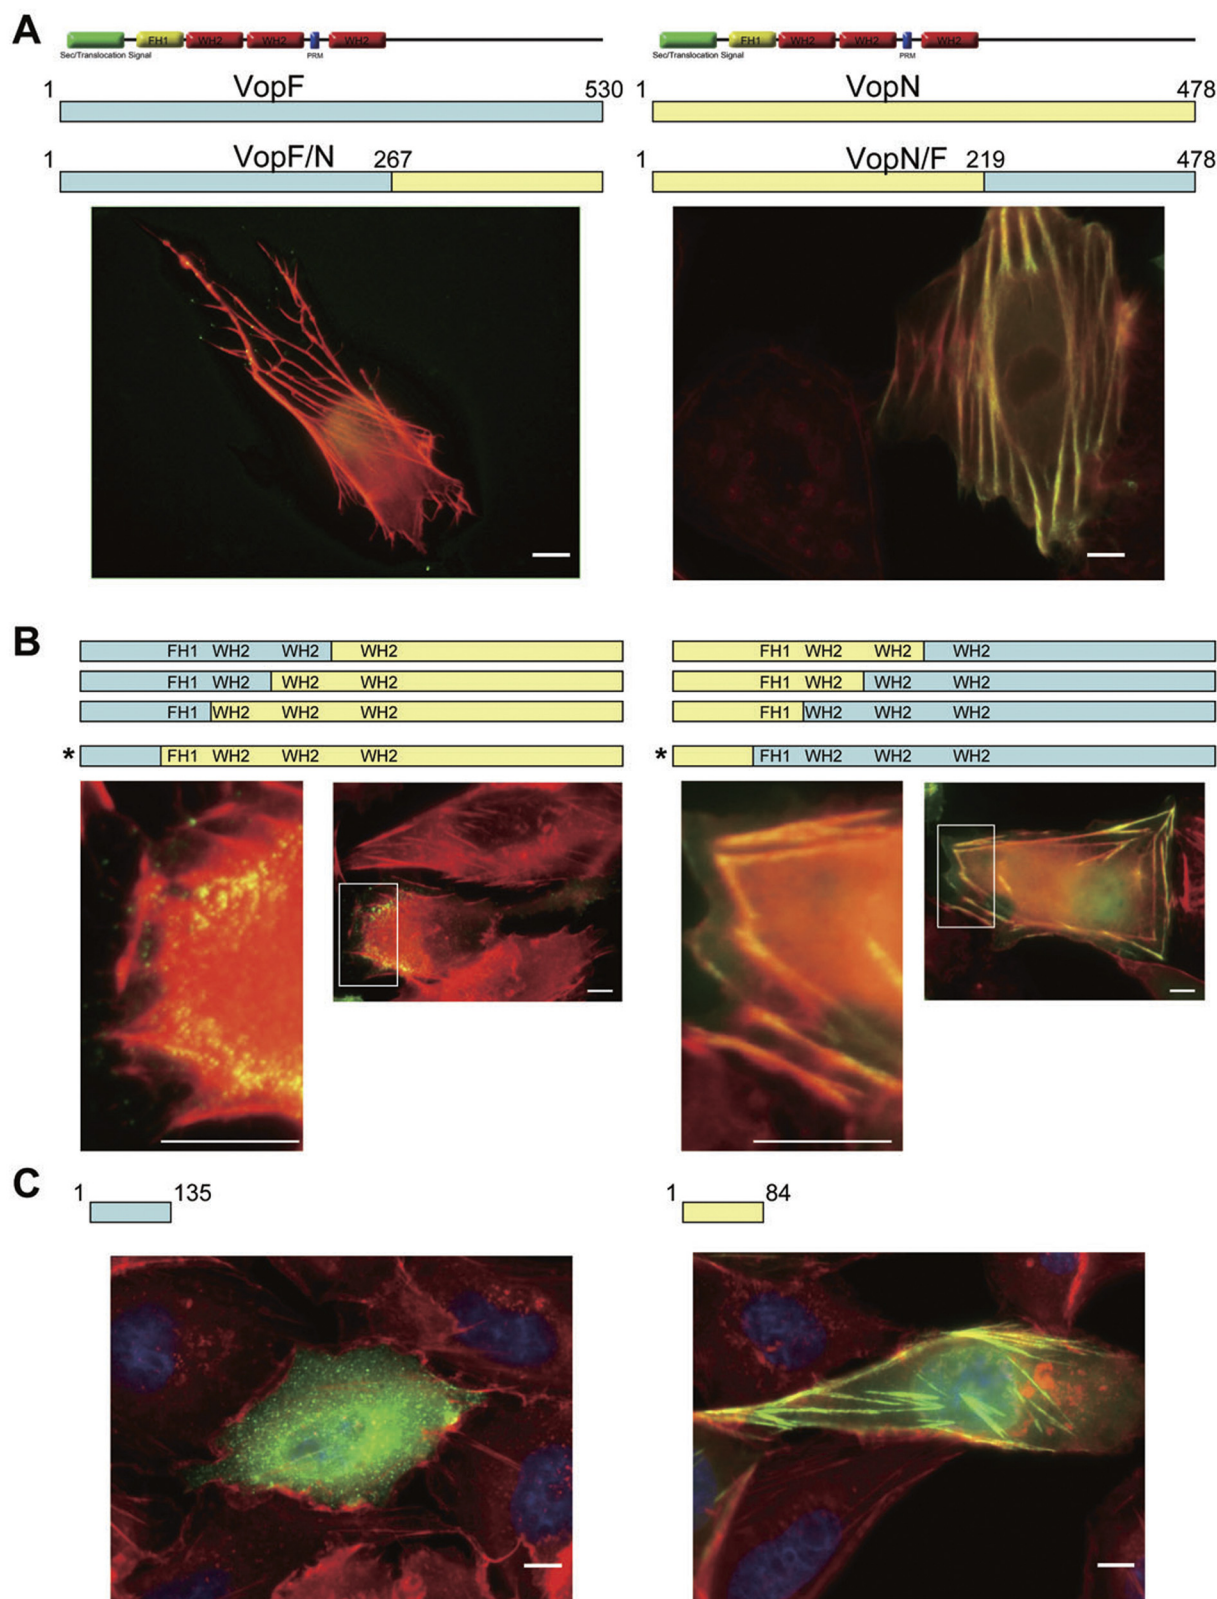 A
FH1 WH2 WH2 WH2 FH1 WH2 WH2 WH2
Sec/Translocation Signal PRM Sec/Translocation Signal PRM
1 VopF 530 1 VopN 478
1 VopF/N 267 1 VopN/F 219 478
B
FH1 WH2 WH2 WH2 FH1 WH2 WH2 WH2
FH1 WH2 WH2 WH2 FH1 WH2 WH2 WH2
FH1 WH2 WH2 WH2 FH1 WH2 WH2 WH2
* FH1 WH2 WH2 WH2 * FH1 WH2 WH2 WH2
C
1 135 1 84